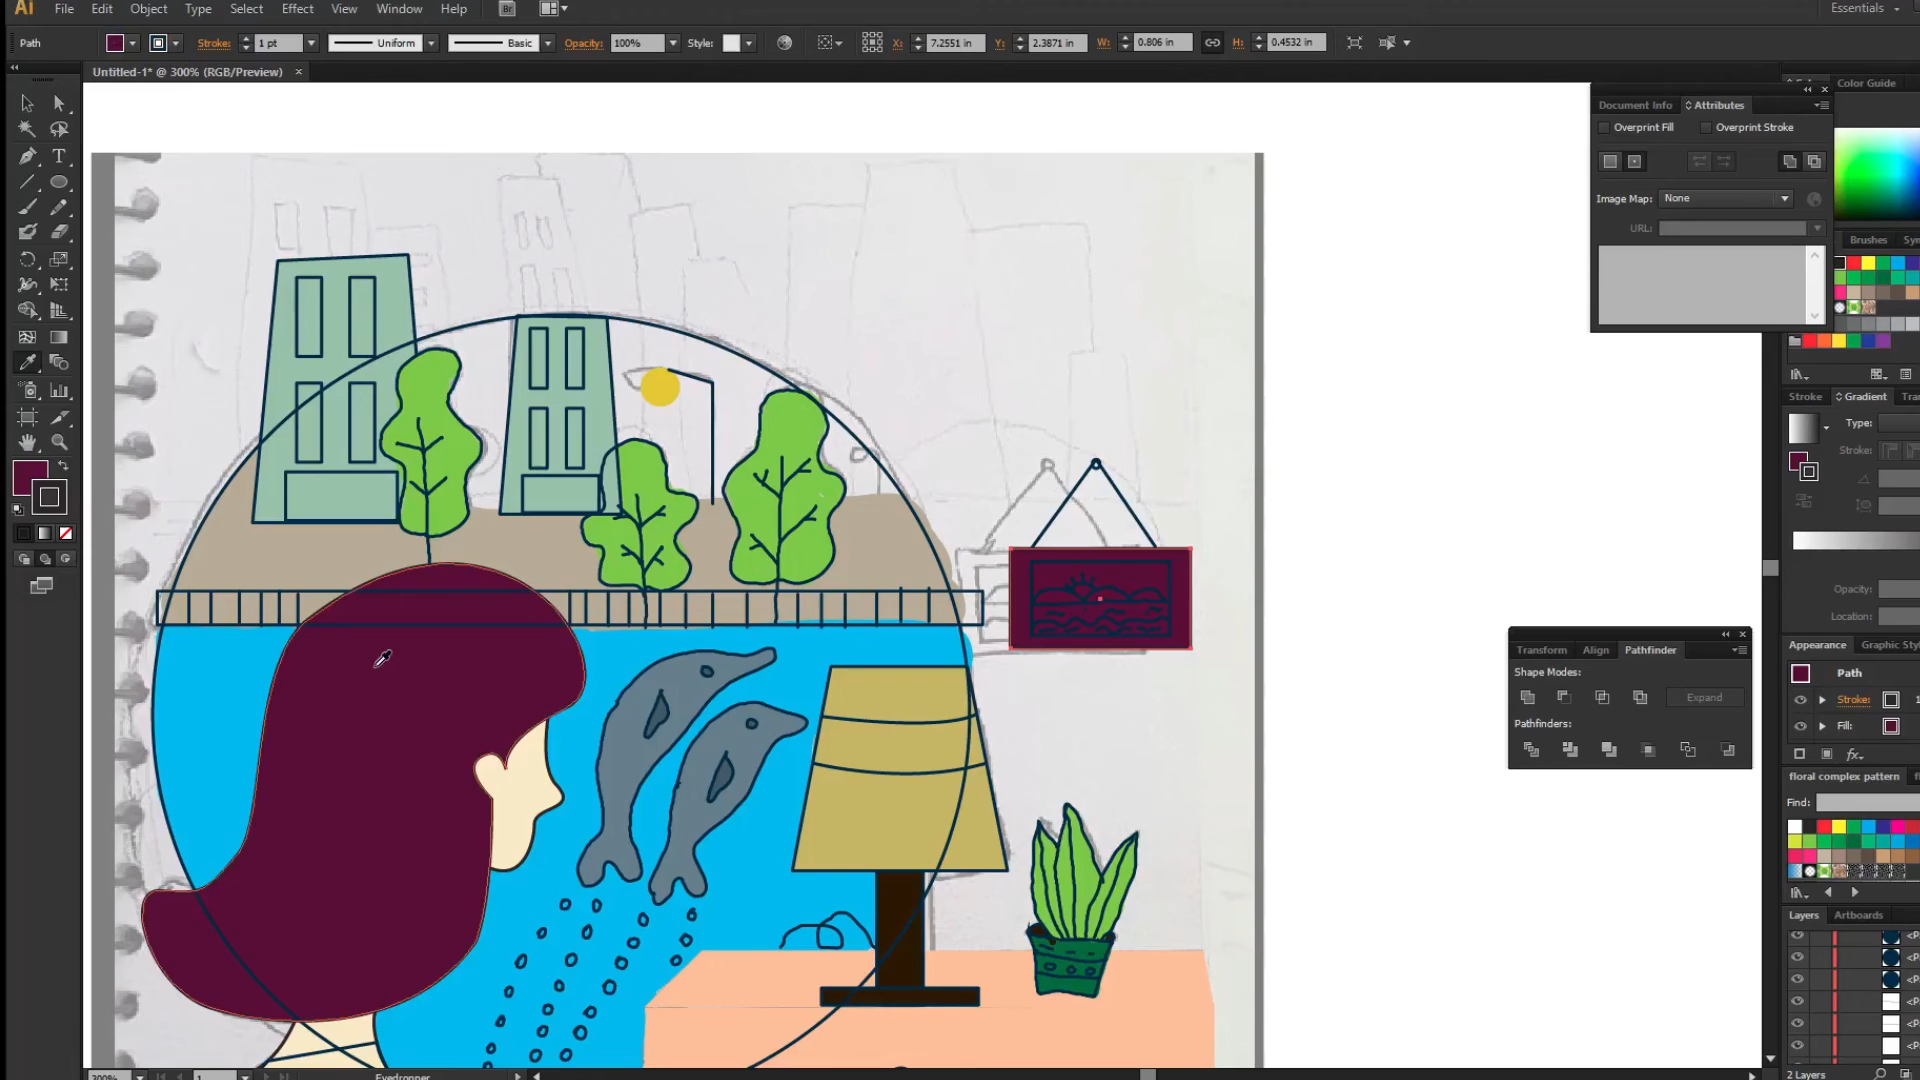 Ai File Edit Object Type Select Effect View Window Help Br Essentials
Path Stroke: 1 pt Uniform Basic Opacity: 100% Style: X: 7.2551 in Y: 2.3871 in W: 0.806 in H: 0.4532 in
Untitled-1* @ 300% (RGB/Preview) ×
Color Guide
Document Info Attributes
Overprint Fill Overprint Stroke
Image Map: None
URL:
Brushes
Stroke Gradient
Type:
Stroke:
Opacity:
Location:
Transform Align Pathfinder
Shape Modes:
Expand
Pathfinders:
Appearance
Path
Stroke:
Fill:
fx
floral complex pattern
Find:
Layers Artboards
2 Layers
300% 1 Eyedropper